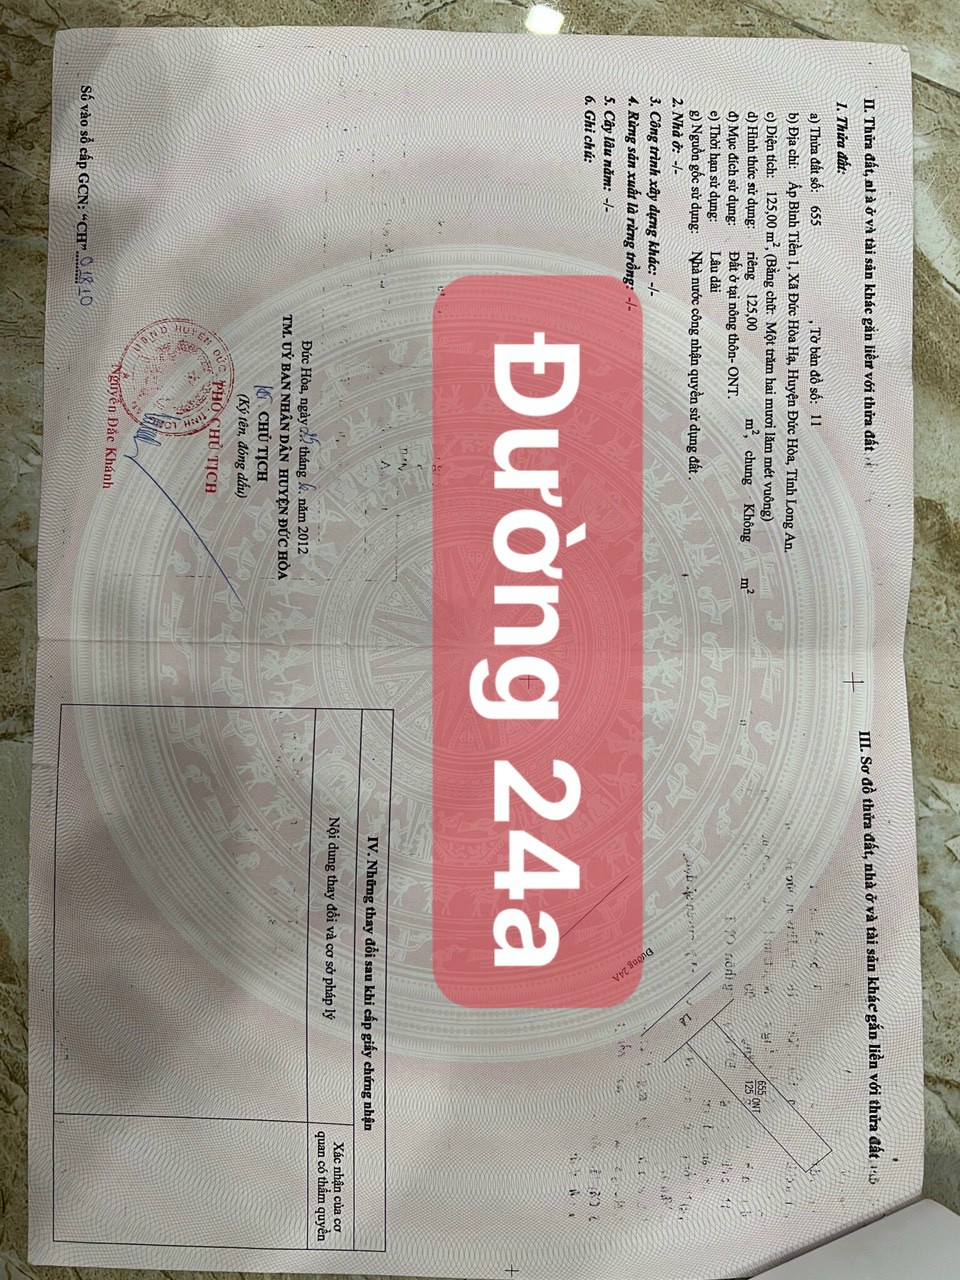 II. Thửa đất, nhà ở và tài sản khác gắn liền với thửa đất
1. Thửa đất:
a) Thửa đất số: 655 , Tờ bản đồ số: 11
b) Địa chỉ: Ấp Bình Tiền 1, Xã Đức Hòa Hạ, Huyện Đức Hòa, Tỉnh Long An.
c) Diện tích: 125,00 m², (Bằng chữ: Một trăm hai mươi lăm mét vuông)
d) Hình thức sử dụng: riêng 125,00 m², chung Không m²
đ) Mục đích sử dụng: Đất ở tại nông thôn- ONT.
e) Thời hạn sử dụng: Lâu dài
g) Nguồn gốc sử dụng: Nhà nước công nhận quyền sử dụng đất .
2. Nhà ở: -/-
3. Công trình xây dựng khác: -/-
4. Rừng sản xuất là rừng trồng: -/-
5. Cây lâu năm: -/-
6. Ghi chú:
Đường 24a
Đức Hòa, ngày tháng năm 2012
TM. UỶ BAN NHÂN DÂN HUYỆN ĐỨC HÒA
CHỦ TỊCH
(Ký tên, đóng dấu)
PHÓ CHỦ TỊCH
Nguyễn Đắc Khánh
Số vào sổ cấp GCN: "CH" 01810
III. Sơ đồ thửa đất, nhà ở và tài sản khác gắn liền với thửa đất
Đường 24A
Lê
655 ONT
125
IV. Những thay đổi sau khi cấp giấy chứng nhận
Nội dung thay đổi và cơ sở pháp lý
Xác nhận của cơ
quan có thẩm quyền